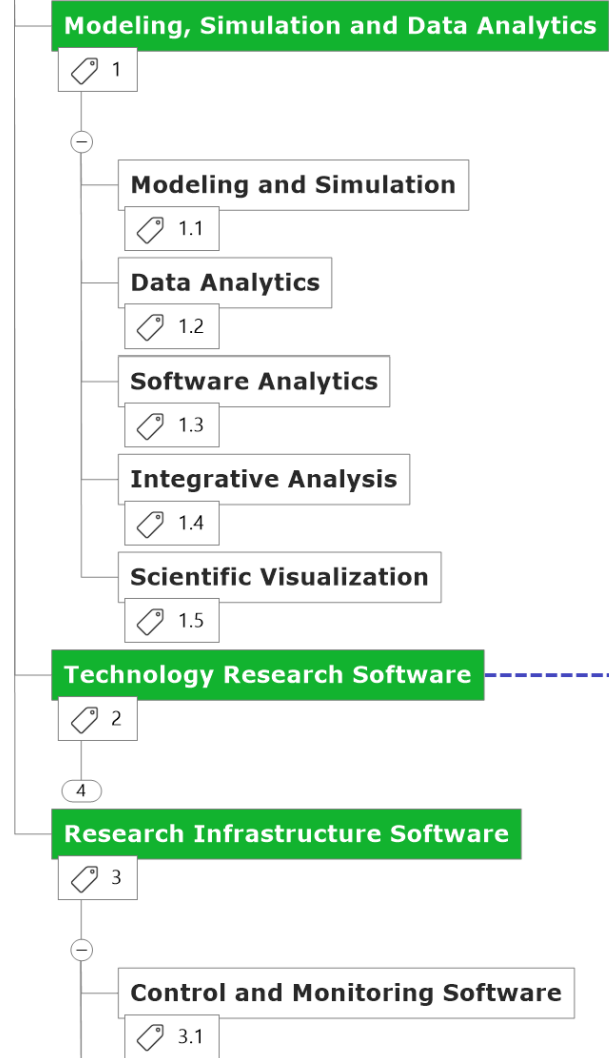 Modeling, Simulation and Data Analytics
1
Modeling and Simulation
1.1
Data Analytics
1.2
Software Analytics
1.3
Integrative Analysis
1.4
Scientific Visualization
1.5
Technology Research Software
2
4
Research Infrastructure Software
3
Control and Monitoring Software
3.1